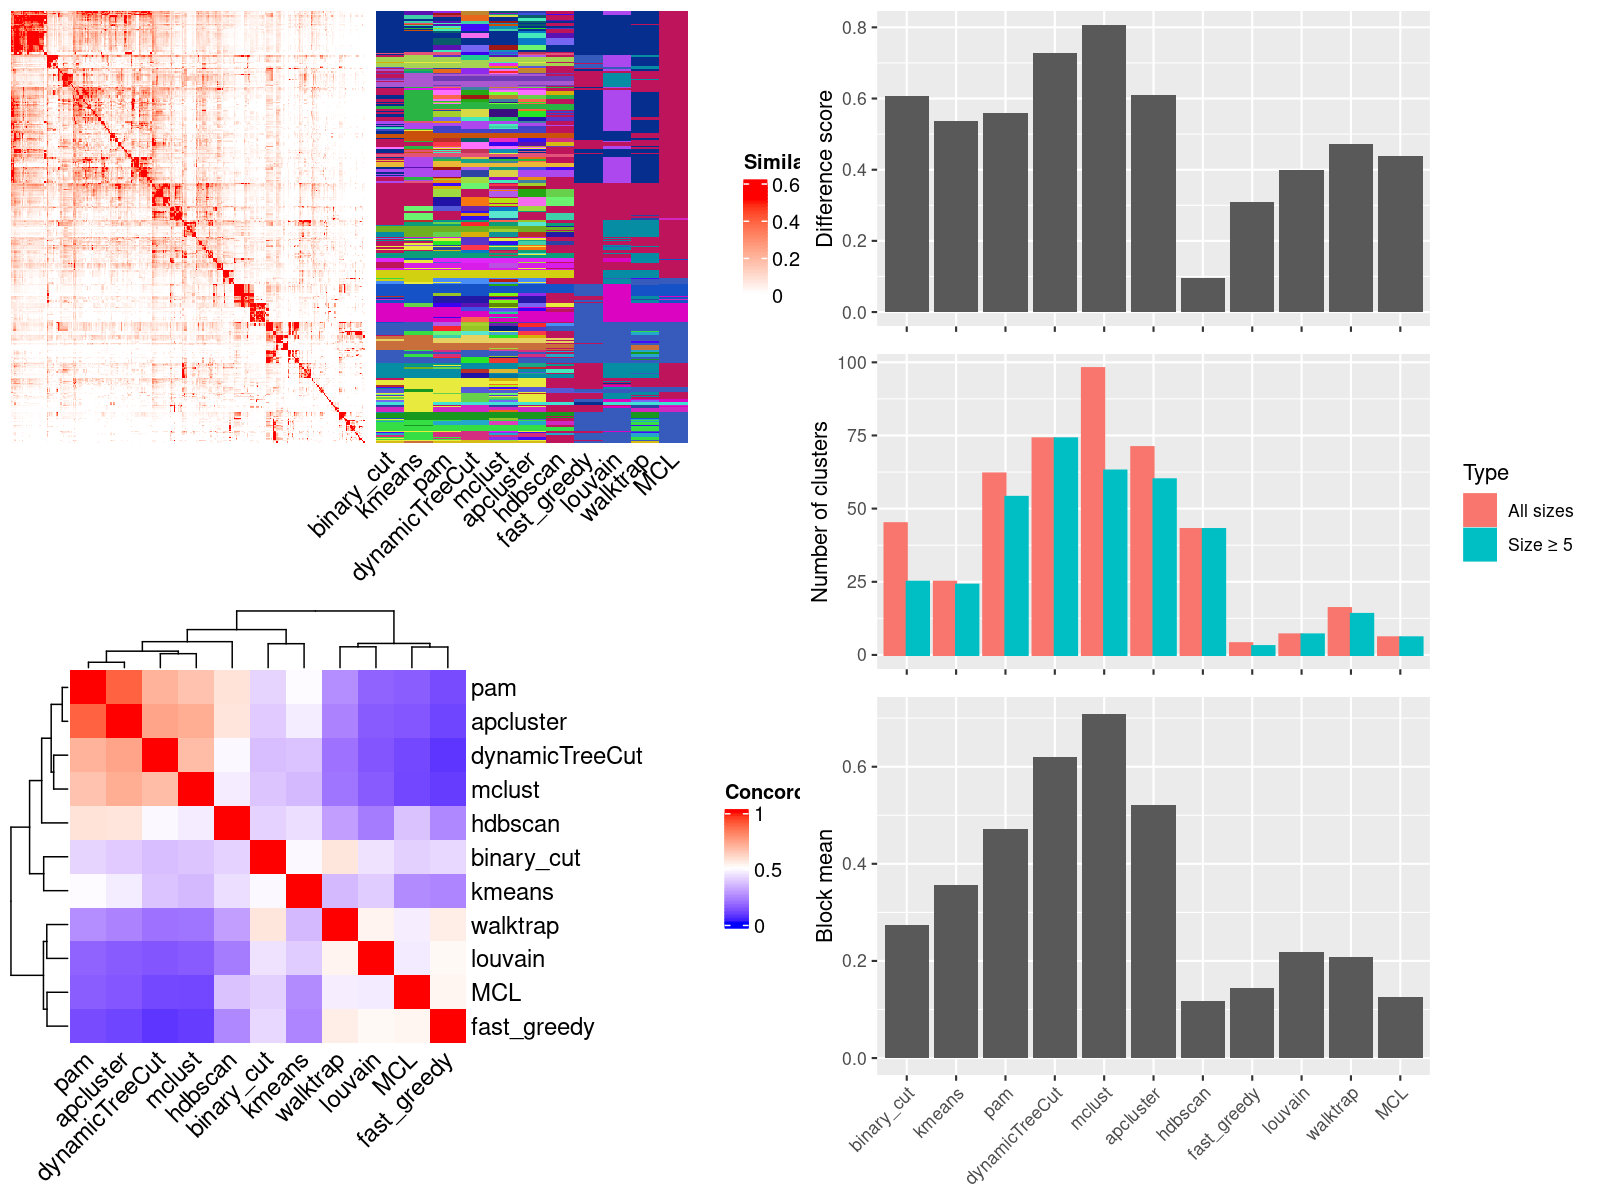 Simila
0.6
0.4
0.2
0
binary_cut
kmeans
pam
dynamicTreeCut
mclust
apcluster
hdbscan
fast_greedy
louvain
walktrap
MCL
pam
apcluster
dynamicTreeCut
mclust
hdbscan
binary_cut
kmeans
walktrap
louvain
MCL
fast_greedy
Concord
1
0.5
0
pam
apcluster
dynamicTreeCut
mclust
hdbscan
binary_cut
kmeans
walktrap
louvain
MCL
fast_greedy
Difference score
0.8
0.6
0.4
0.2
0.0
Number of clusters
100
75
50
25
0
Type
All sizes
Size ≥ 5
Block mean
0.6
0.4
0.2
0.0
binary_cut
kmeans
pam
dynamicTreeCut
mclust
apcluster
hdbscan
fast_greedy
louvain
walktrap
MCL